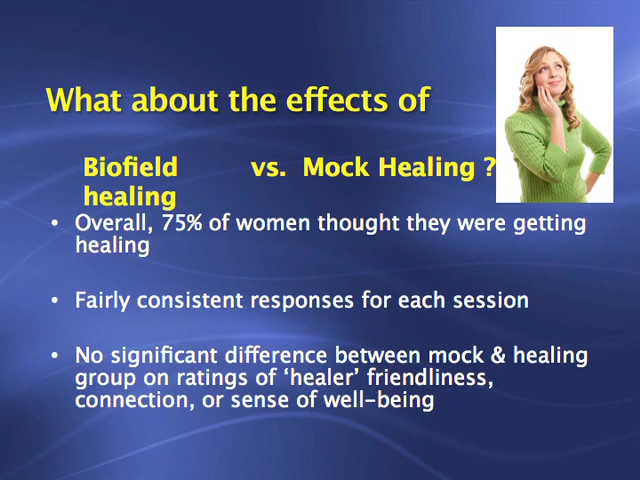 What about the effects of
Biofield vs. Mock Healing ?
healing
• Overall, 75% of women thought they were getting
healing
• Fairly consistent responses for each session
• No significant difference between mock & healing
group on ratings of ‘healer’ friendliness,
connection, or sense of well-being